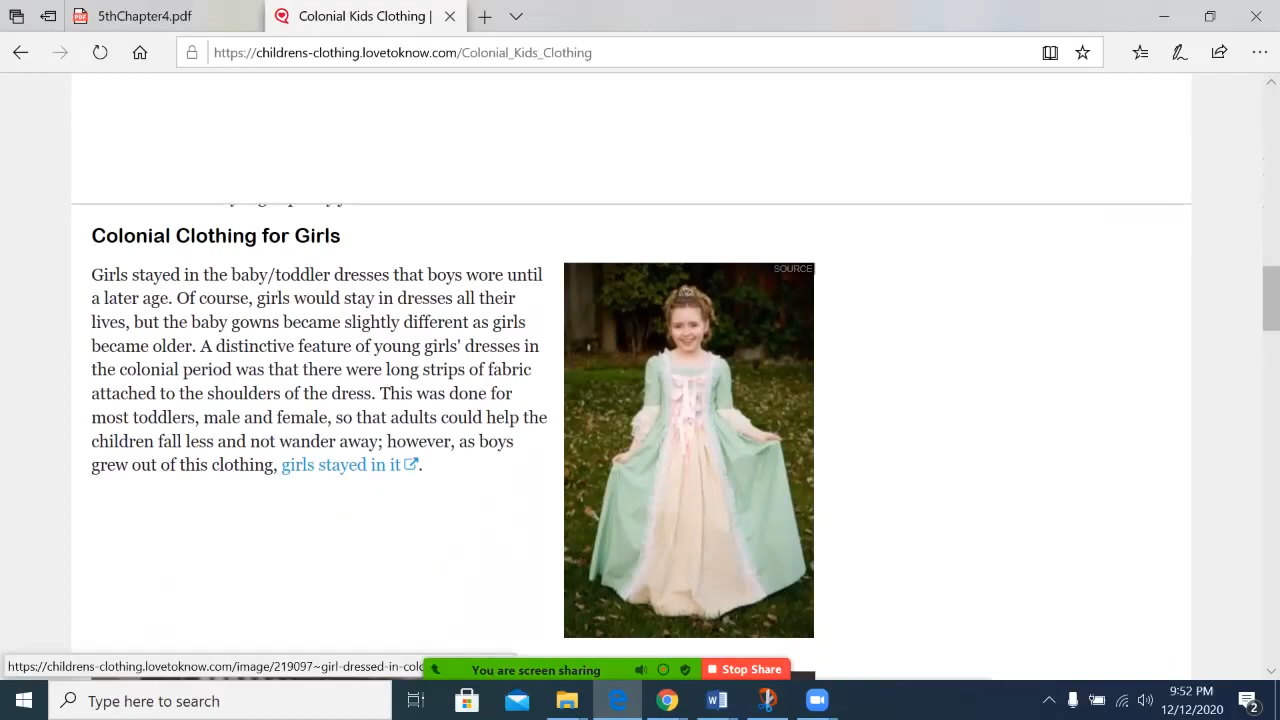 5thChapter4.pdf
Colonial Kids Clothing
https://childrens-clothing.lovetoknow.com/Colonial_Kids_Clothing
Colonial Clothing for Girls
Girls stayed in the baby/toddler dresses that boys wore until
a later age. Of course, girls would stay in dresses all their
lives, but the baby gowns became slightly different as girls
became older. A distinctive feature of young girls' dresses in
the colonial period was that there were long strips of fabric
attached to the shoulders of the dress. This was done for
most toddlers, male and female, so that adults could help the
children fall less and not wander away; however, as boys
grew out of this clothing, girls stayed in it.
SOURCE
https://childrens-clothing.lovetoknow.com/image/219097~girl-dressed-in-colo
You are screen sharing
Stop Share
Type here to search
9:52 PM
12/12/2020
2